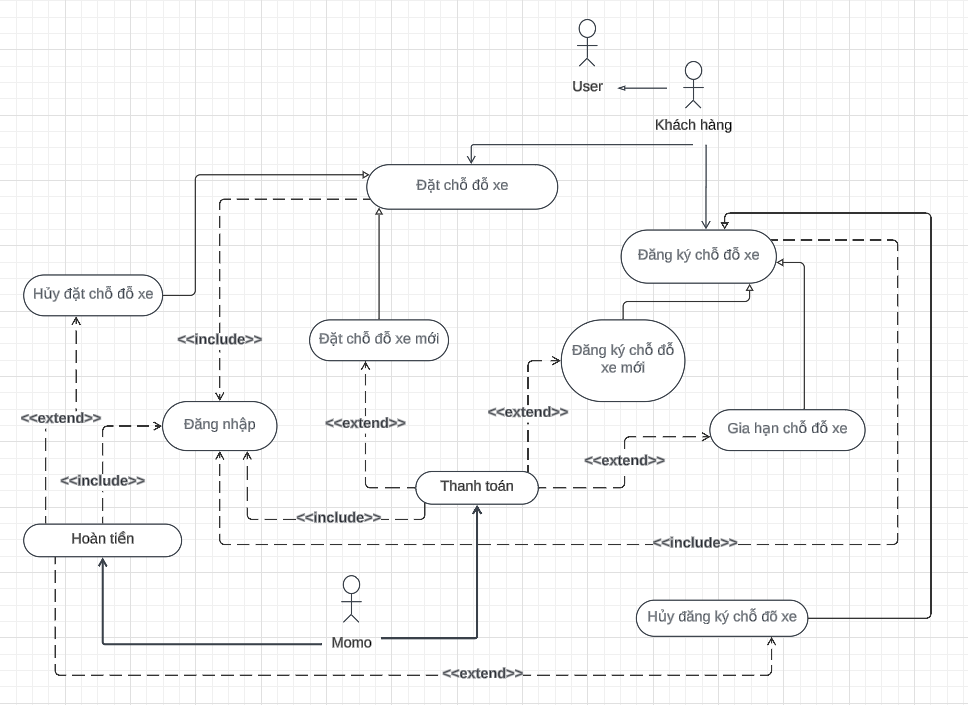 User
Khách hàng
Đặt chỗ đỗ xe
Đăng ký chỗ đỗ xe
Hủy đặt chỗ đỗ xe
<<include>>
Đặt chỗ đỗ xe mới
Đăng ký chỗ đỗ
xe mới
<<extend>>
Đăng nhập
<<extend>>
<<extend>>
Gia hạn chỗ đỗ xe
<<extend>>
<<include>>
Thanh toán
<<include>>
Hoàn tiền
<<include>>
Momo
Hủy đăng ký chỗ đõ xe
<<extend>>